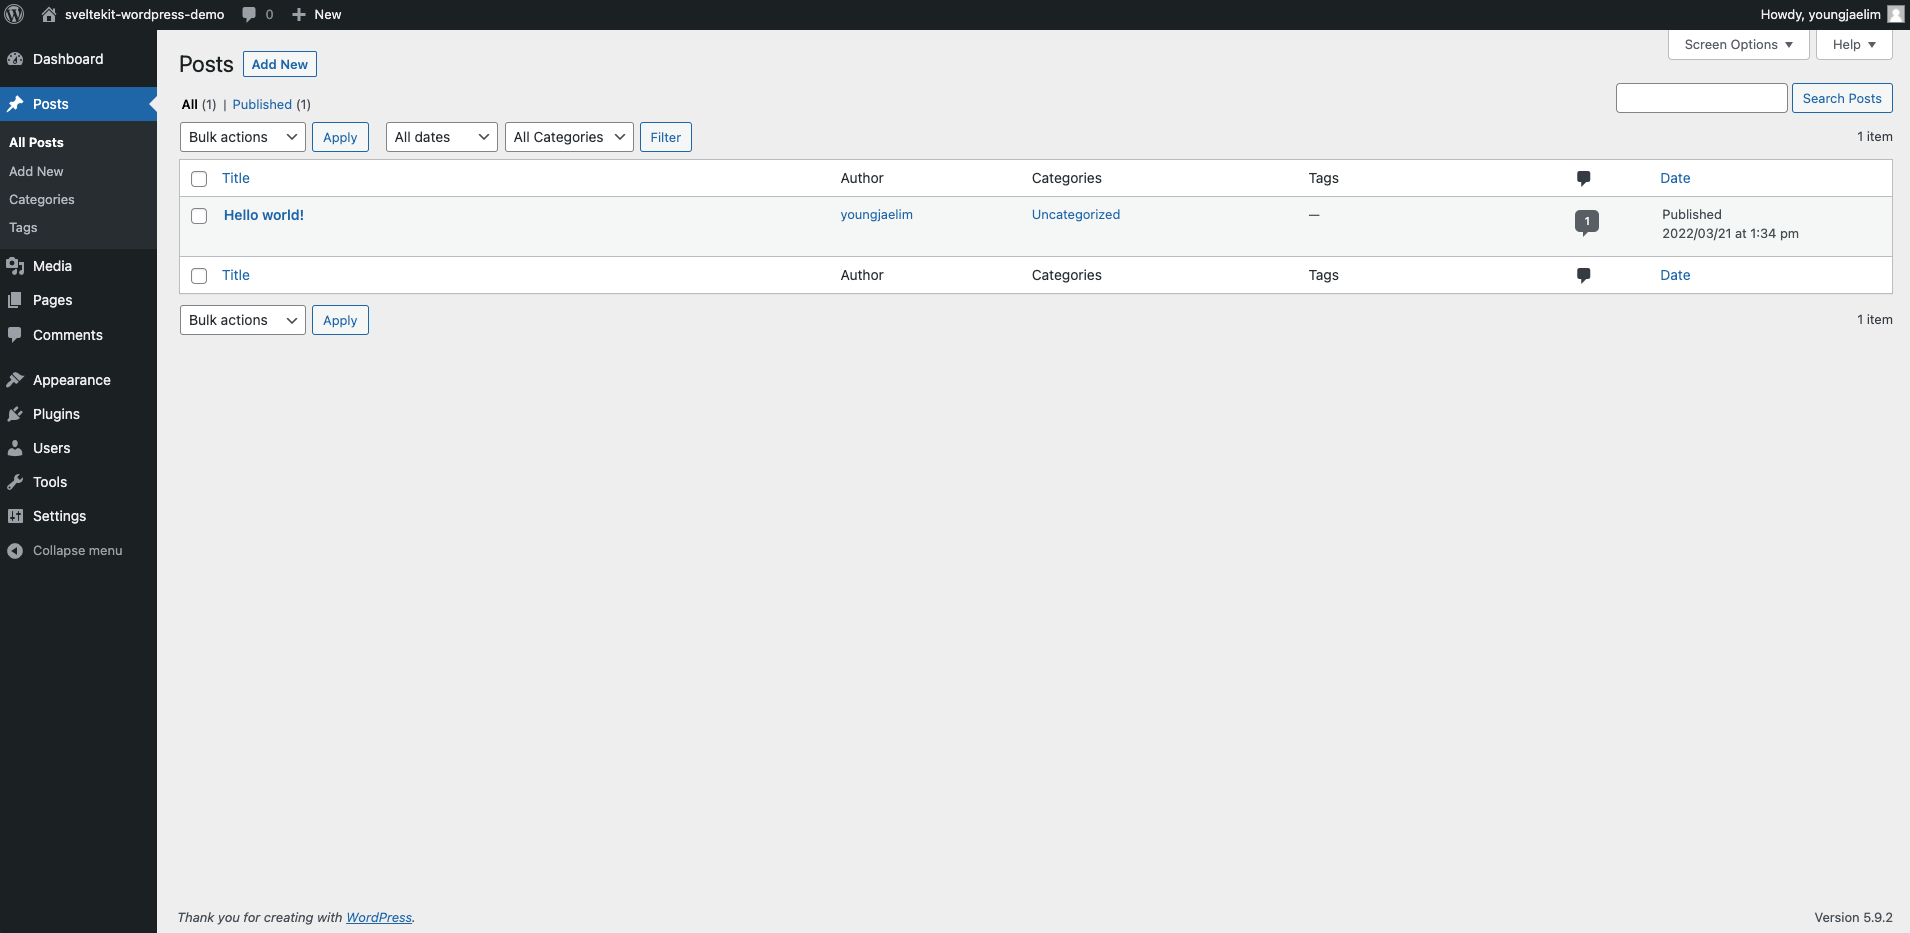 sveltekit-wordpress-demo 0 New Howdy, youngjaelim
Dashboard
Posts
All Posts
Add New
Categories
Tags
Media
Pages
Comments
Appearance
Plugins
Users
Tools
Settings
Collapse menu
Screen Options Help
Posts Add New
All (1) | Published (1)
Search Posts
Bulk actions Apply All dates All Categories Filter 1 item
Title Author Categories Tags Date
Hello world! youngjaelim Uncategorized — 1 Published
2022/03/21 at 1:34 pm
Title Author Categories Tags Date
Bulk actions Apply 1 item
Thank you for creating with WordPress. Version 5.9.2